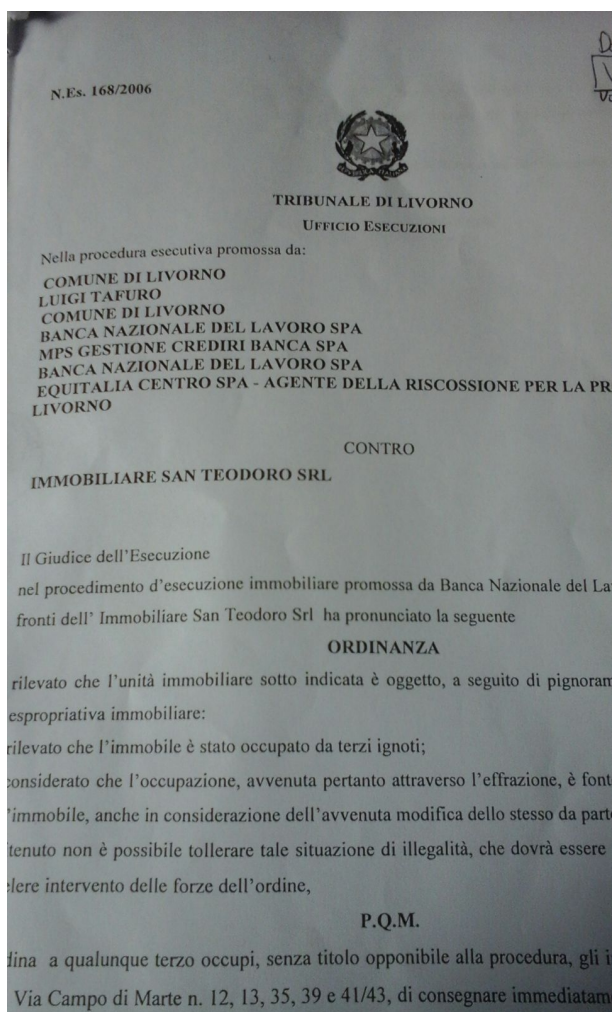 N.Es. 168/2006
TRIBUNALE DI LIVORNO
UFFICIO ESECUZIONI
Nella procedura esecutiva promossa da:
COMUNE DI LIVORNO
LUIGI TAFURO
COMUNE DI LIVORNO
BANCA NAZIONALE DEL LAVORO SPA
MPS GESTIONE CREDIRI BANCA SPA
BANCA NAZIONALE DEL LAVORO SPA
EQUITALIA CENTRO SPA - AGENTE DELLA RISCOSSIONE PER LA PR
LIVORNO
CONTRO
IMMOBILIARE SAN TEODORO SRL
Il Giudice dell'Esecuzione
nel procedimento d'esecuzione immobiliare promossa da Banca Nazionale del La
fronti dell' Immobiliare San Teodoro Srl ha pronunciato la seguente
ORDINANZA
rilevato che l'unità immobiliare sotto indicata è oggetto, a seguito di pignoram
espropriativa immobiliare:
rilevato che l'immobile è stato occupato da terzi ignoti;
considerato che l'occupazione, avvenuta pertanto attraverso l'effrazione, è font
'immobile, anche in considerazione dell'avvenuta modifica dello stesso da parte
tenuto non è possibile tollerare tale situazione di illegalità, che dovrà essere
elere intervento delle forze dell'ordine,
P.Q.M.
dina a qualunque terzo occupi, senza titolo opponibile alla procedura, gli i
Via Campo di Marte n. 12, 13, 35, 39 e 41/43, di consegnare immediatam